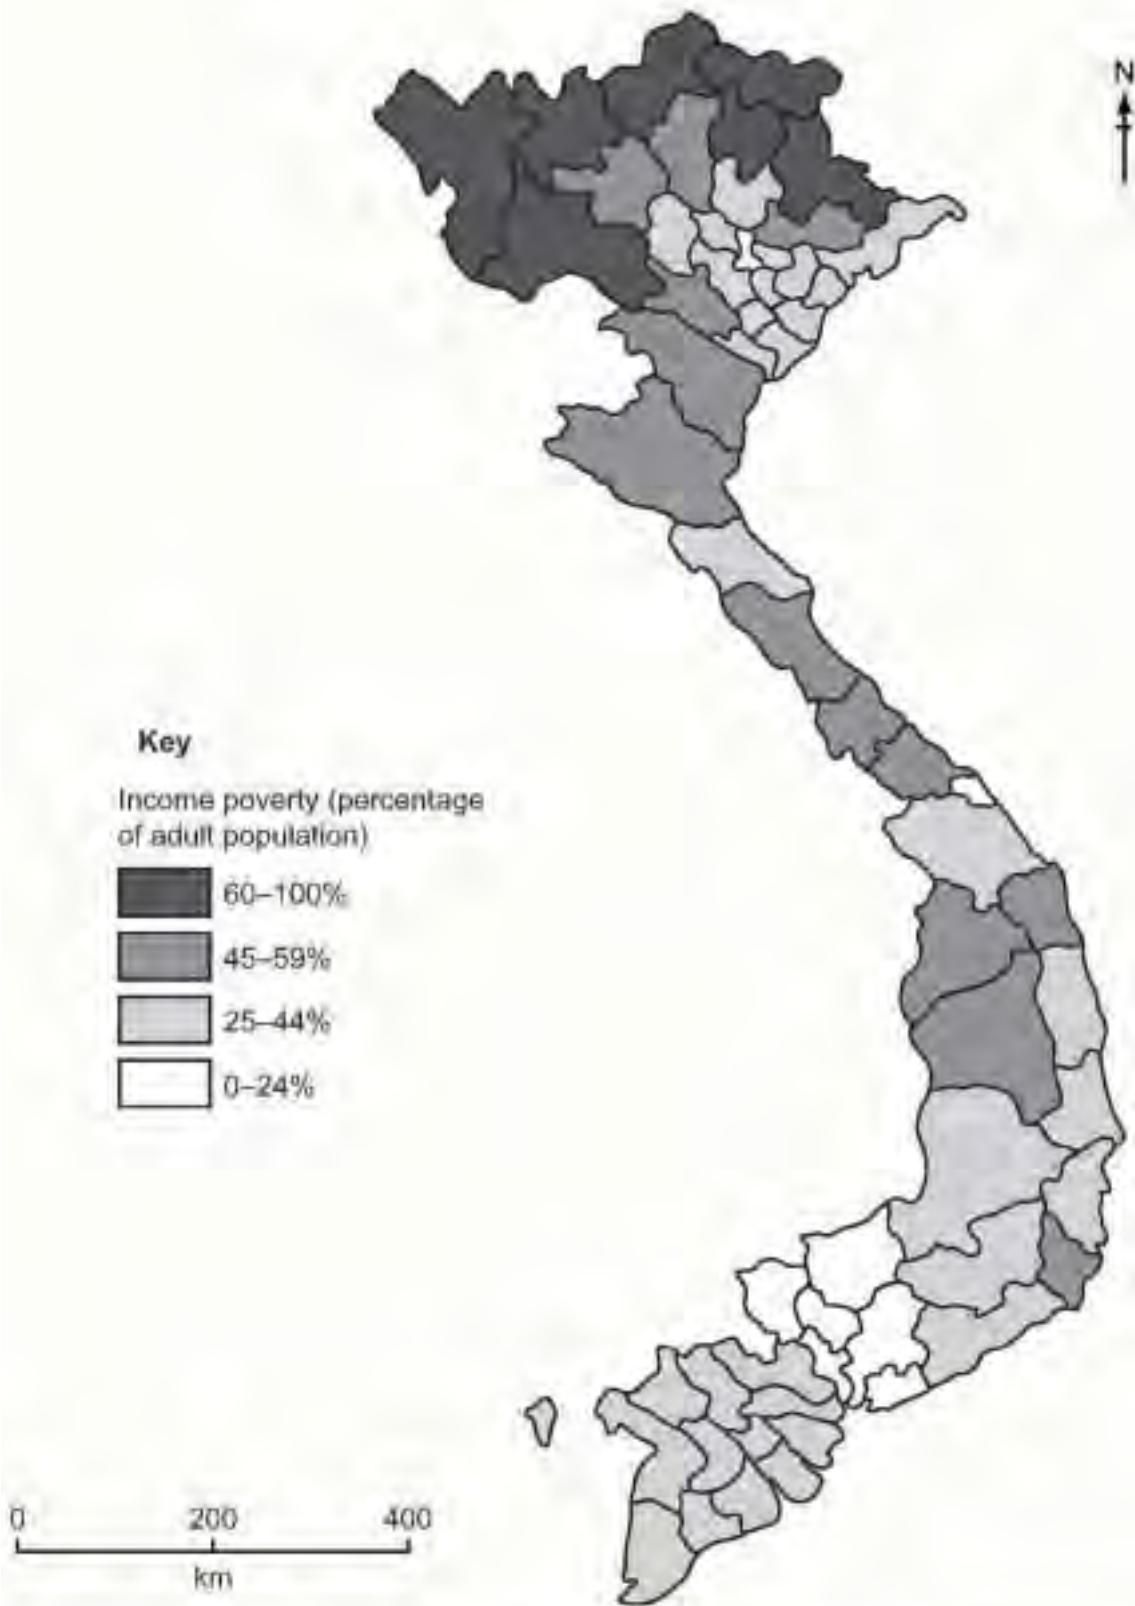 N
Key
Income poverty (percentage
of adult population)
60–100%
45–59%
25–44%
0–24%
0 200 400
km